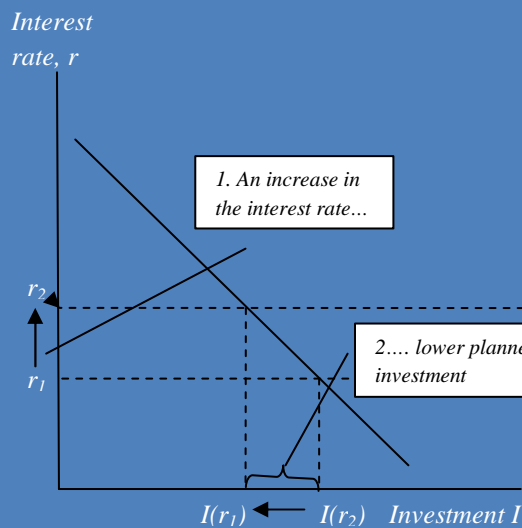 Interest
rate, r
1. An increase in
the interest rate…
r2
2.... lower planne
investment
r1
I(r1)
I(r2)
Investment I